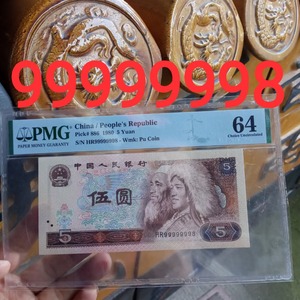 99999998
PMG
PAPER MONEY GUARANTY
China / People's Republic
Pick# 886 1980 5 Yuan
S/N HR99999998 - Wmk: Pu Coin
64
Choice Uncirculated
中国人民银行
5
伍圆
5
HR99999998